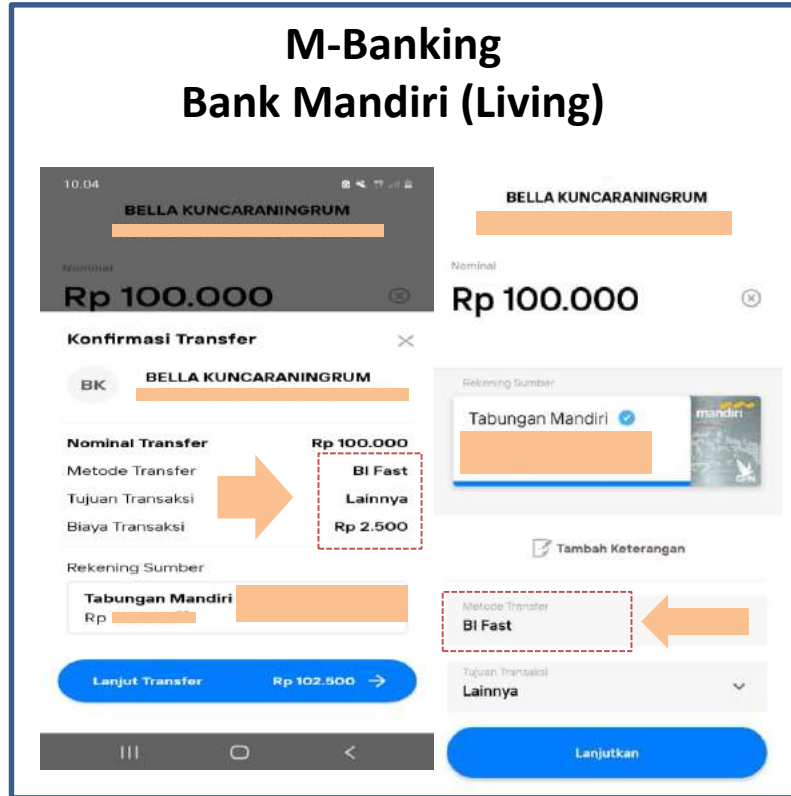 M-Banking
Bank Mandiri (Living)
10.04
BELLA KUNCARANINGRUM
Nominal
Rp 100.000
Konfirmasi Transfer
BK
BELLA KUNCARANINGRUM
Nominal Transfer Rp 100.000
Metode Transfer BI Fast
Tujuan Transaksi Lainnya
Biaya Transaksi Rp 2.500
Rekening Sumber
Tabungan Mandiri
Rp
Lanjut Transfer Rp 102.500
BELLA KUNCARANINGRUM
Nominal
Rp 100.000
Rekening Sumber
Tabungan Mandiri
mandiri
GPN
Tambah Keterangan
Metode Transfer
BI Fast
Tujuan Transaksi
Lainnya
Lanjutkan